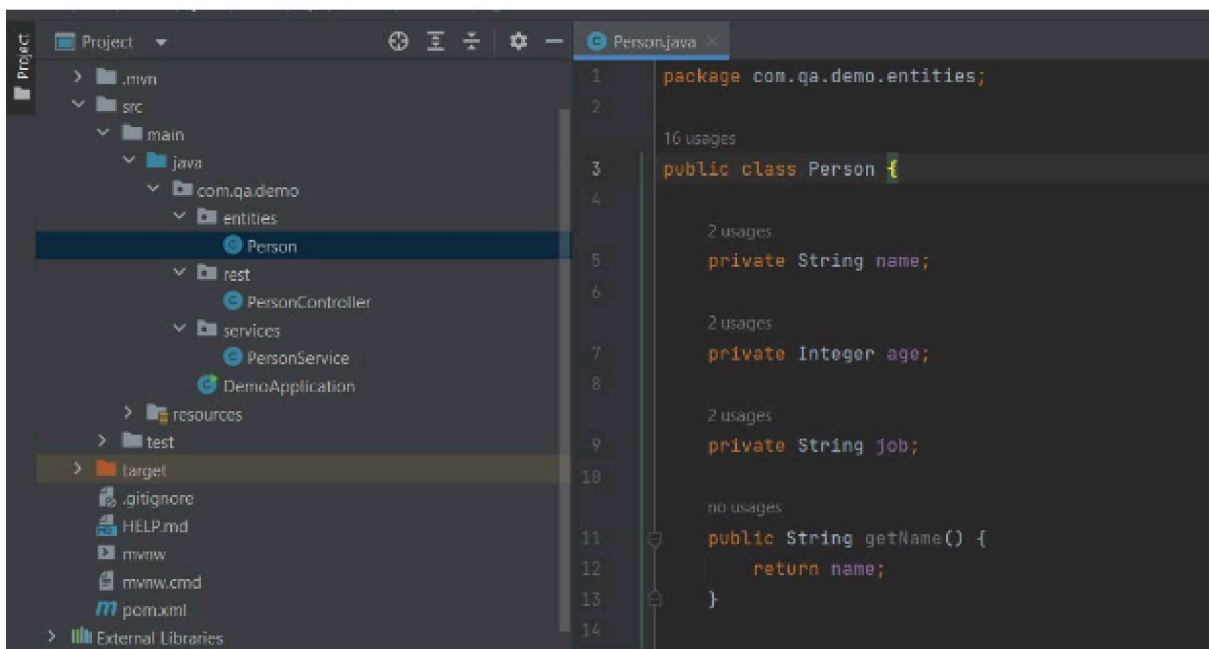 Project
Project
Person.java
.mvn
src
main
java
com.qa.demo
entities
Person
rest
PersonController
services
PersonService
DemoApplication
resources
test
target
.gitignore
HELP.md
mvnw
mvnw.cmd
pom.xml
External Libraries
1 package com.qa.demo.entities;
2
16 usages
3 public class Person {
4
2 usages
5 private String name;
6
2 usages
7 private Integer age;
8
2 usages
9 private String job;
10
no usages
11 public String getName() {
12 return name;
13 }
14